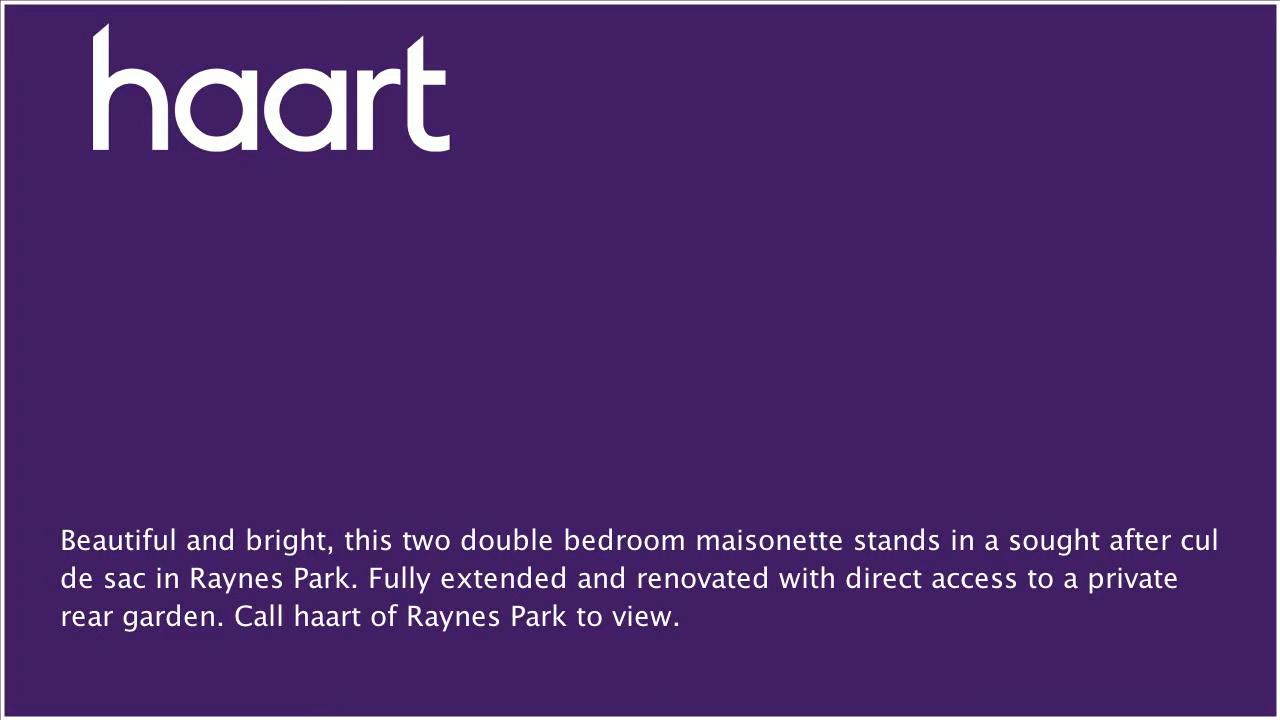 haart
Beautiful and bright, this two double bedroom maisonette stands in a sought after cul
de sac in Raynes Park. Fully extended and renovated with direct access to a private
rear garden. Call haart of Raynes Park to view.